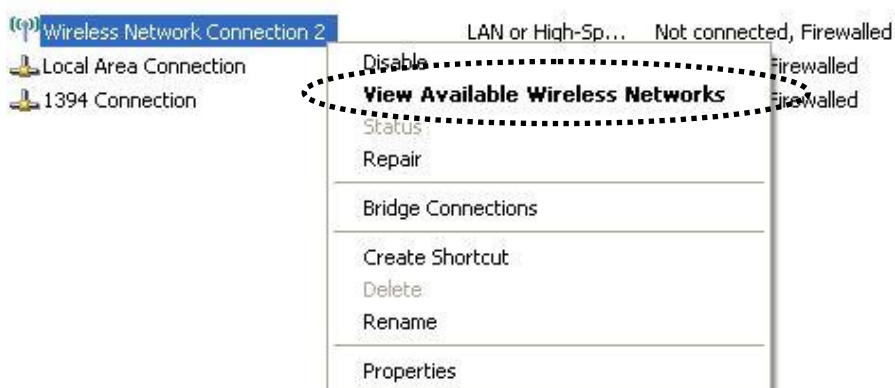 Wireless Network Connection 2 LAN or High-Sp... Not connected, Firewalled
Local Area Connection Disable Firewalled
1394 Connection View Available Wireless Networks Firewalled
Status
Repair
Bridge Connections
Create Shortcut
Delete
Rename
Properties